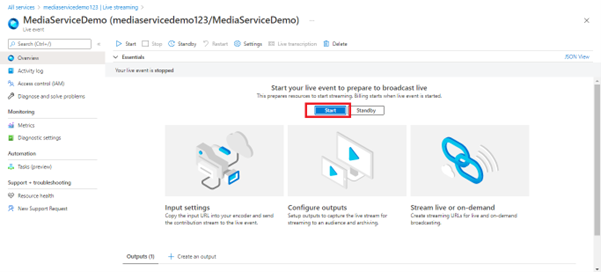 All services > mediaservicedemo123 | Live streaming >
MediaServiceDemo (mediaservicedemo123/MediaServiceDemo)
Live event
Search (Ctrl+/)
Start
Stop
Standby
Restart
Settings
Live transcription
Delete
Essentials
JSON View
Overview
Activity log
Access control (IAM)
Diagnose and solve problems
Monitoring
Metrics
Diagnostic settings
Automation
Tasks (preview)
Support + troubleshooting
Resource health
New Support Request
Your live event is stopped
Start your live event to prepare to broadcast live
This prepares resources to start streaming. Billing starts when live event is started.
Start
Standby
Input settings
Copy the input URL into your encoder and send
the contribution stream to the live event.
Configure outputs
Setup outputs to capture the live stream for
streaming to an audience and archiving.
Stream live or on-demand
Create streaming URLs for live and on-demand
broadcasting.
Outputs (1)
+ Create an output